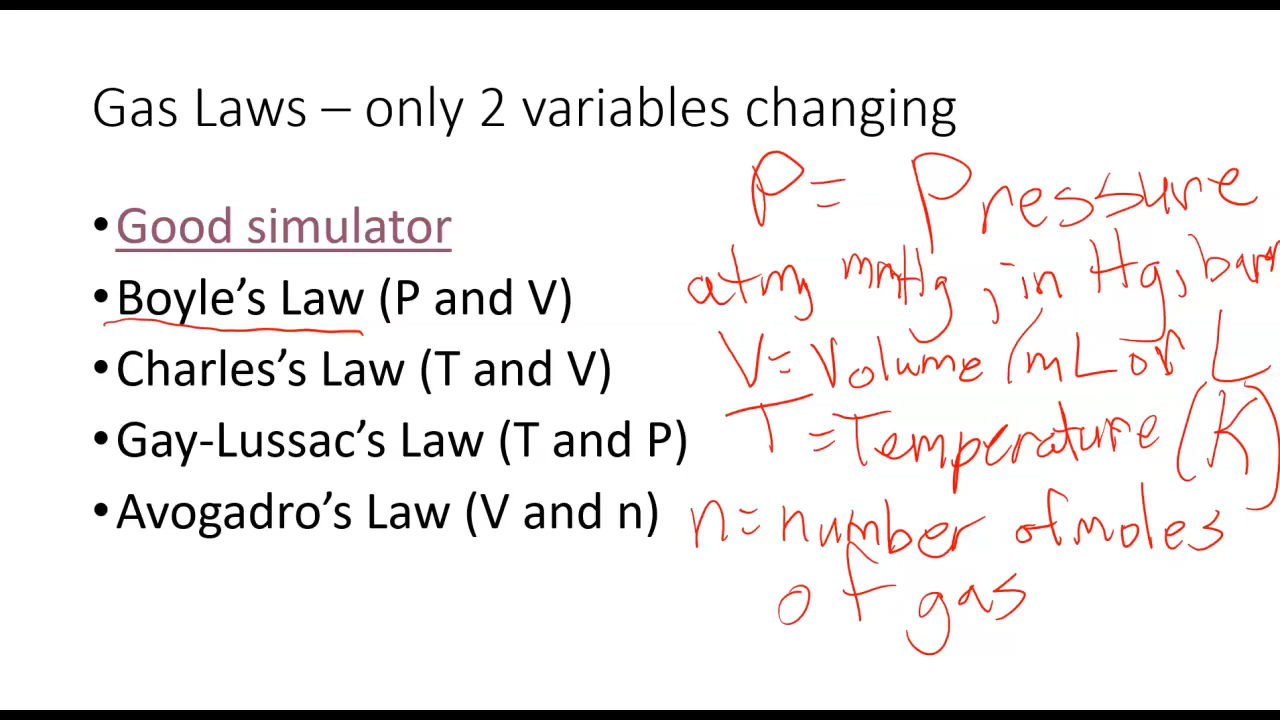 Gas Laws – only 2 variables changing
• Good simulator
• Boyle's Law (P and V)
• Charles's Law (T and V)
• Gay-Lussac's Law (T and P)
• Avogadro's Law (V and n)
P = Pressure
atm, mmHg, in Hg, bar
V = Volume (mL or L
T = Temperature (K)
n = number of moles
of gas